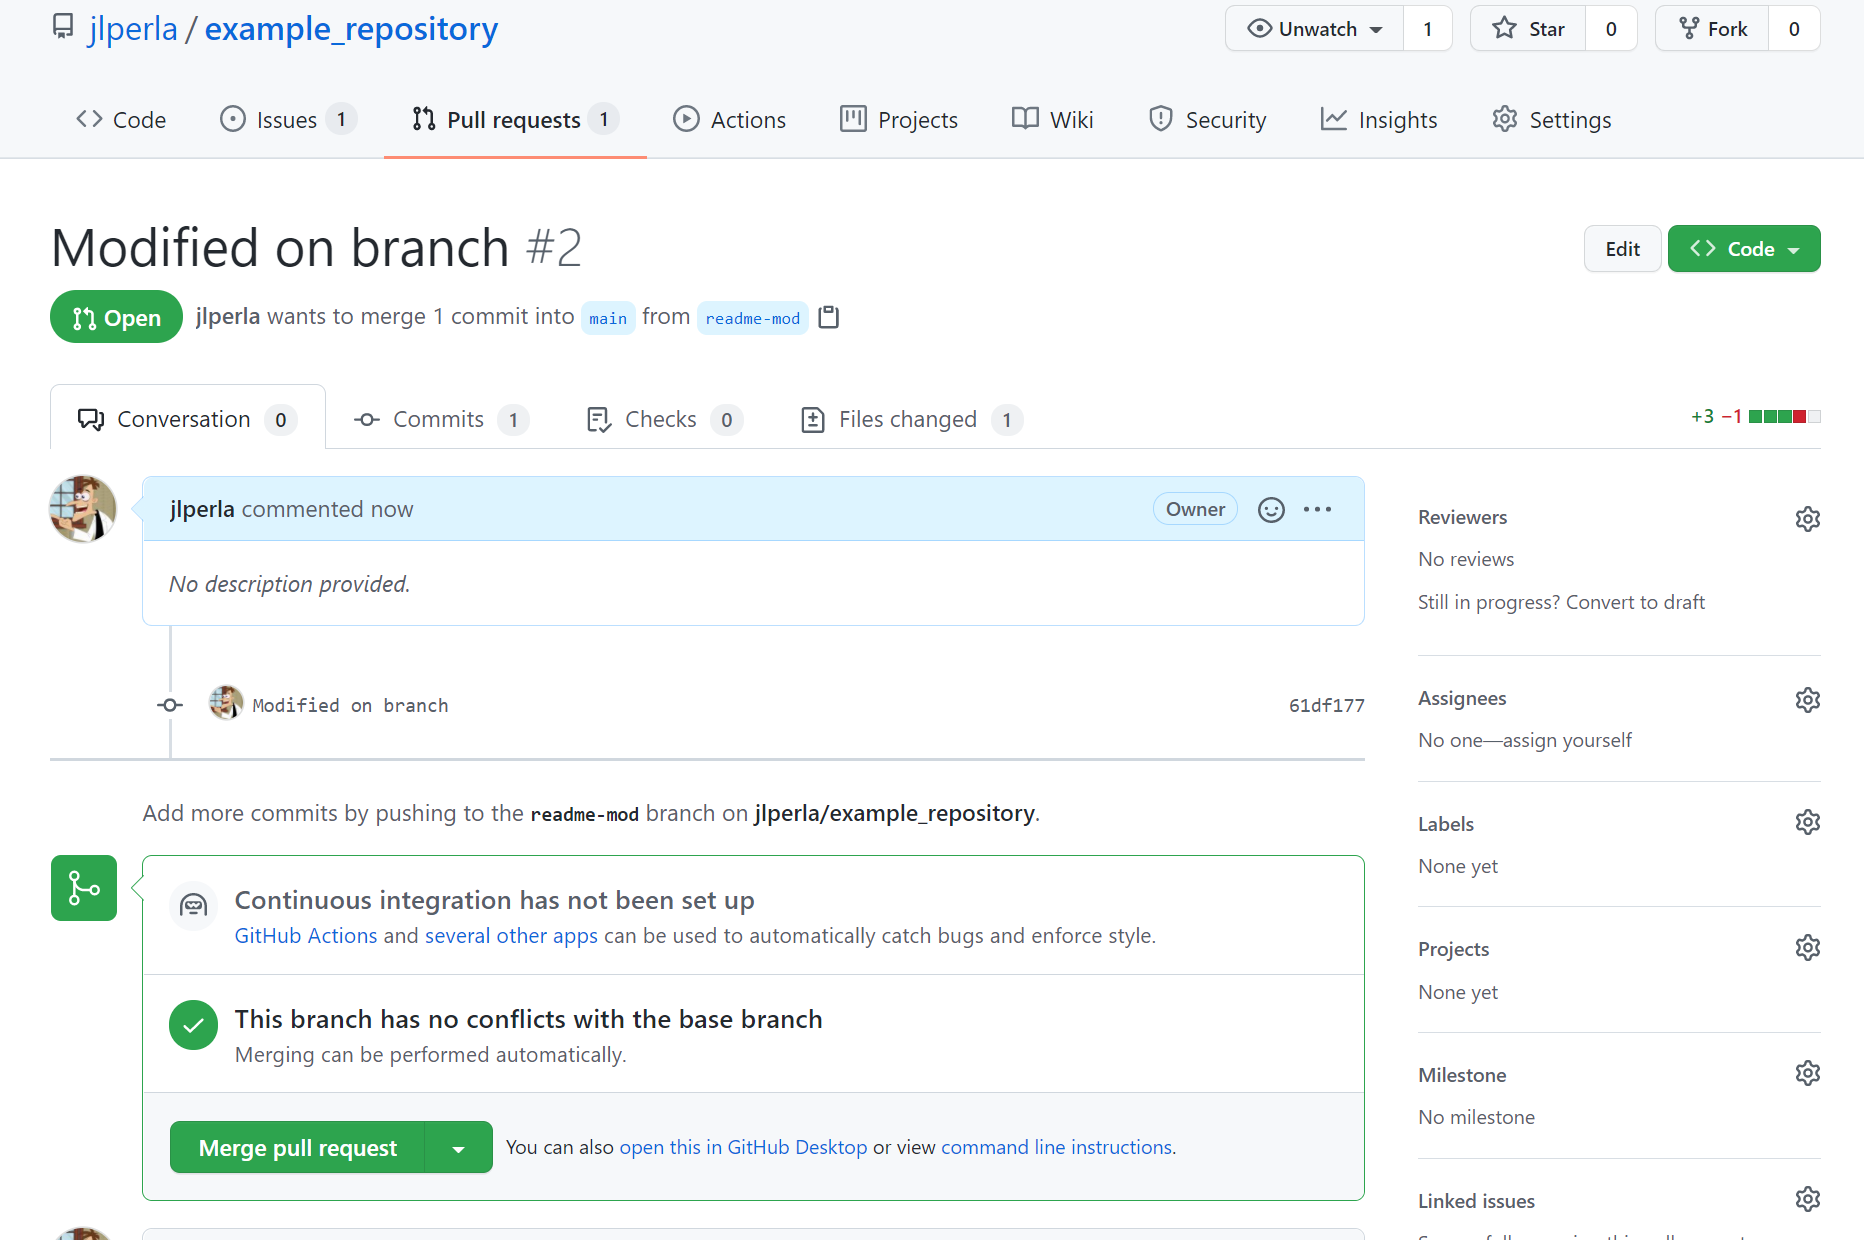 jlperla / example_repository
Unwatch 1 Star 0 Fork 0
Code Issues 1 Pull requests 1 Actions Projects Wiki Security Insights Settings
Modified on branch #2
Edit Code
Open jlperla wants to merge 1 commit into main from readme-mod
Conversation 0 Commits 1 Checks 0 Files changed 1
+3 −1
jlperla commented now
Owner
No description provided.
Modified on branch 61df177
Add more commits by pushing to the readme-mod branch on jlperla/example_repository.
Continuous integration has not been set up
GitHub Actions and several other apps can be used to automatically catch bugs and enforce style.
This branch has no conflicts with the base branch
Merging can be performed automatically.
Merge pull request You can also open this in GitHub Desktop or view command line instructions.
Reviewers
No reviews
Still in progress? Convert to draft
Assignees
No one—assign yourself
Labels
None yet
Projects
None yet
Milestone
No milestone
Linked issues